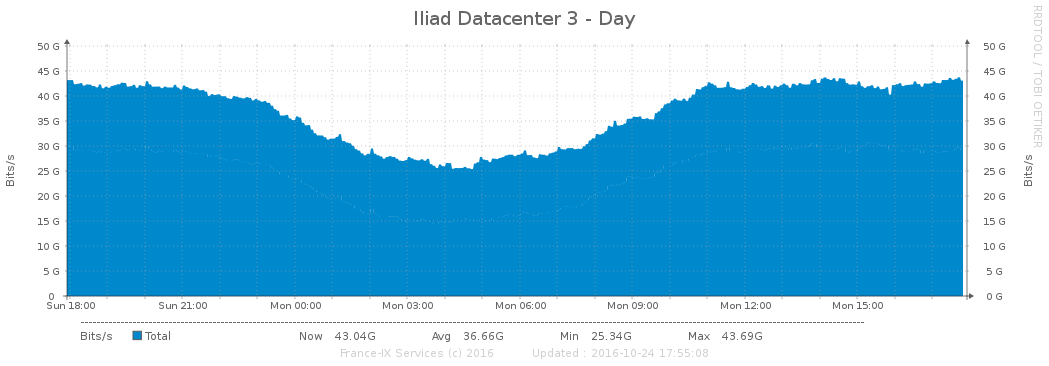 Iliad Datacenter 3 - Day
RRDTOOL / TOBI OETIKER
50 G 50 G
45 G 45 G
40 G 40 G
35 G 35 G
30 G 30 G
25 G 25 G
20 G 20 G
15 G 15 G
10 G 10 G
5 G 5 G
0 0 G
Bits/s Bits/s
Sun 18:00 Sun 21:00 Mon 00:00 Mon 03:00 Mon 06:00 Mon 09:00 Mon 12:00 Mon 15:00
Bits/s Total Now 43.04G Avg 36.66G Min 25.34G Max 43.69G
France-IX Services (c) 2016 Updated : 2016-10-24 17:55:08